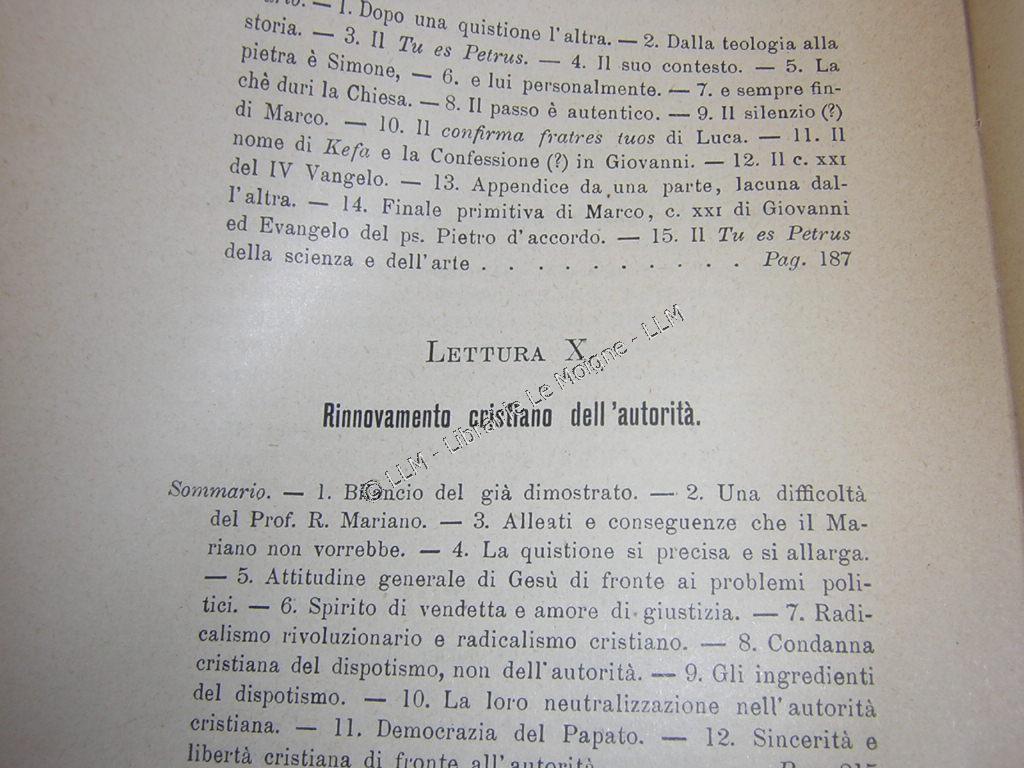 1. Dopo una quistione l'altra. — 2. Dalla teologia alla
storia. — 3. Il Tu es Petrus. — 4. Il suo contesto. — 5. La
pietra è Simone, — 6. e lui personalmente. — 7. e sempre fin-
chè duri la Chiesa. — 8. Il passo è autentico. — 9. Il silenzio (?)
di Marco. — 10. Il confirma fratres tuos di Luca. — 11. Il
nome di Kefa e la Confessione (?) in Giovanni. — 12. Il c. XXI
del IV Vangelo. — 13. Appendice da una parte, lacuna dal-
l'altra. — 14. Finale primitiva di Marco, c. XXI di Giovanni
ed Evangelo del ps. Pietro d'accordo. — 15. Il Tu es Petrus
della scienza e dell'arte . . . . . . . . . . Pag. 187
LETTURA X.
Rinnovamento cristiano dell'autorità.
Sommario. — 1. Bilancio del già dimostrato. — 2. Una difficoltà
del Prof. R. Mariano. — 3. Alleati e conseguenze che il Ma-
riano non vorrebbe. — 4. La quistione si precisa e si allarga.
— 5. Attitudine generale di Gesù di fronte ai problemi poli-
tici. — 6. Spirito di vendetta e amore di giustizia. — 7. Radi-
calismo rivoluzionario e radicalismo cristiano. — 8. Condanna
cristiana del dispotismo, non dell'autorità. — 9. Gli ingredienti
del dispotismo. — 10. La loro neutralizzazione nell'autorità
cristiana. — 11. Democrazia del Papato. — 12. Sincerità e
libertà cristiana di fronte all'autorità
© LLM - Librairie Le Moigne - LLM